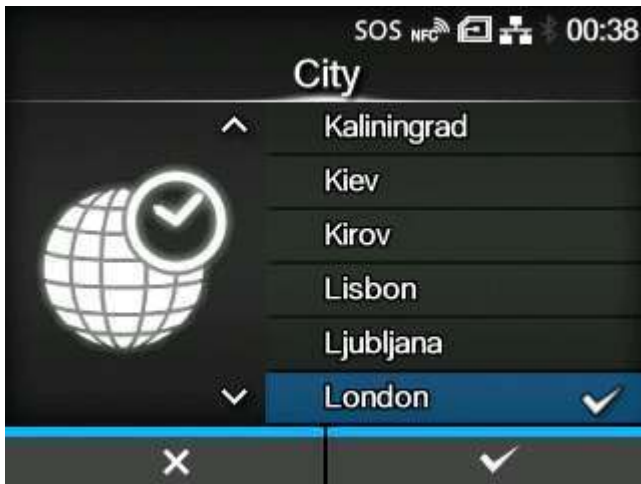 SOS NFC 00:38
City
Kaliningrad
Kiev
Kirov
Lisbon
Ljubljana
London